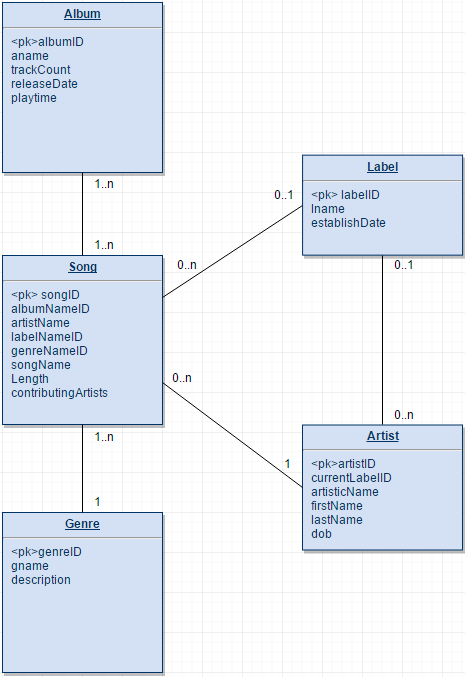 Album
<pk>albumID
aname
trackCount
releaseDate
playtime
1..n
1..n
Song
<pk> songID
albumNameID
artistName
labelNameID
genreNameID
songName
Length
contributingArtists
0..n
0..1
Label
<pk> labelID
lname
establishDate
0..1
0..n
0..n
1
Artist
<pk>artistID
currentLabelID
artisticName
firstName
lastName
dob
1..n
1
Genre
<pk>genreID
gname
description